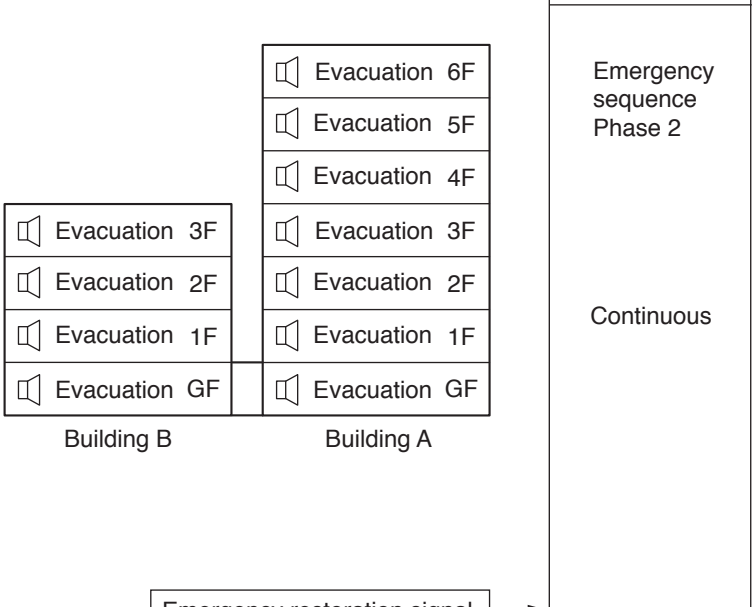 Evacuation 6F
Evacuation 5F
Evacuation 4F
Evacuation 3F
Evacuation 2F
Evacuation 1F
Evacuation GF
Building A
Evacuation 3F
Evacuation 2F
Evacuation 1F
Evacuation GF
Building B
Emergency
sequence
Phase 2
Continuous
Emergency restoration signal